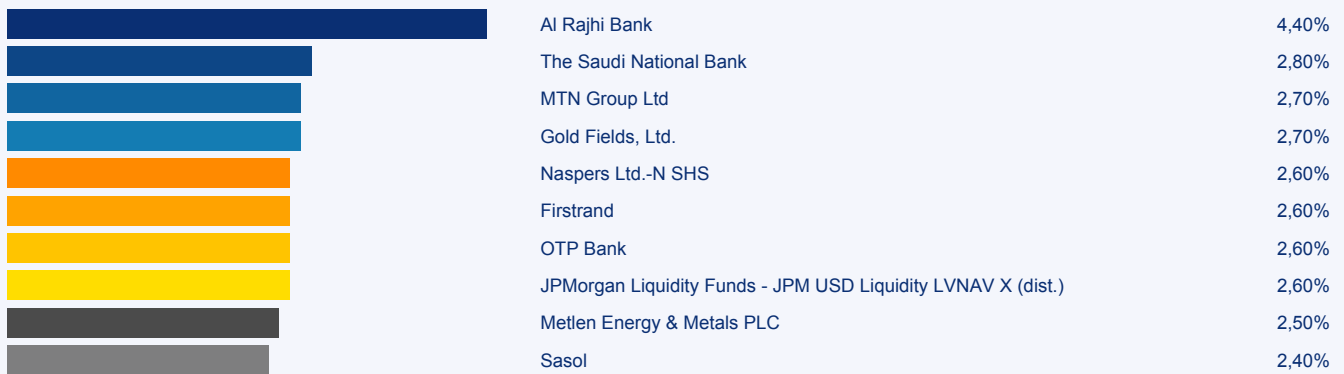 Al Rajhi Bank 4,40%
The Saudi National Bank 2,80%
MTN Group Ltd 2,70%
Gold Fields, Ltd. 2,70%
Naspers Ltd.-N SHS 2,60%
Firstrand 2,60%
OTP Bank 2,60%
JPMorgan Liquidity Funds - JPM USD Liquidity LVNAV X (dist.) 2,60%
Metlen Energy & Metals PLC 2,50%
Sasol 2,40%